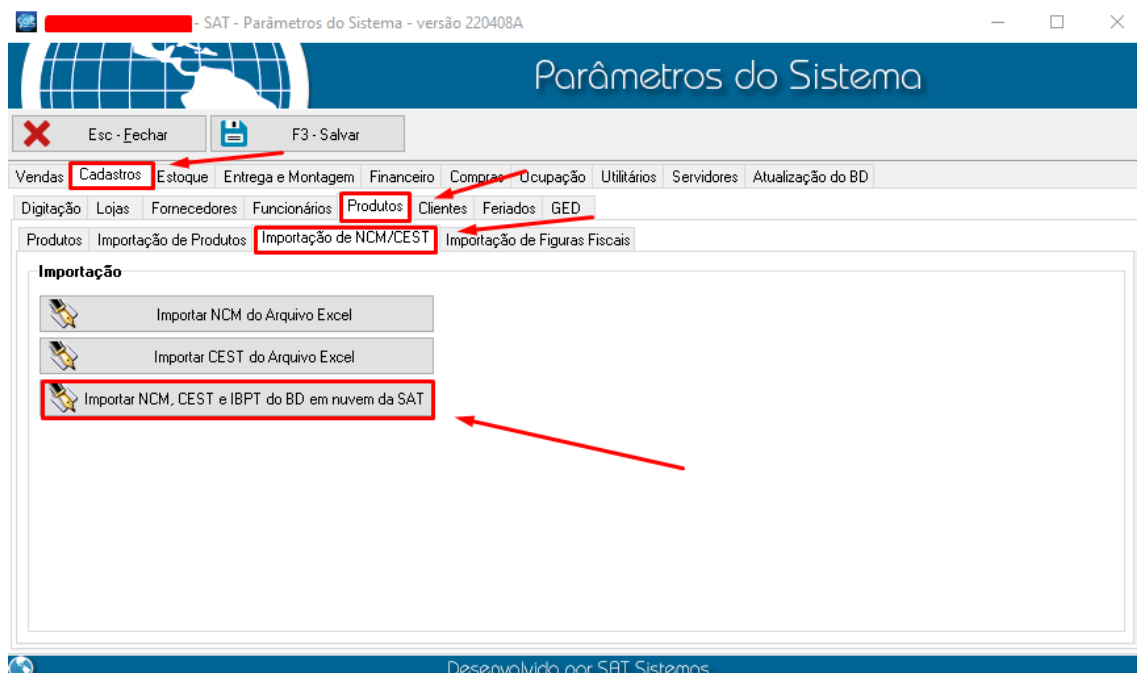 - SAT - Parâmetros do Sistema - versão 220408A
Parâmetros do Sistema
Esc - Fechar F3 - Salvar
Vendas Cadastros Estoque Entrega e Montagem Financeiro Compras Ocupação Utilitários Servidores Atualização do BD
Digitação Lojas Fornecedores Funcionários Produtos Clientes Feriados GED
Produtos Importação de Produtos Importação de NCM/CEST Importação de Figuras Fiscais
Importação
Importar NCM do Arquivo Excel
Importar CEST do Arquivo Excel
Importar NCM, CEST e IBPT do BD em nuvem da SAT
Desenvolvido por SAT Sistemas